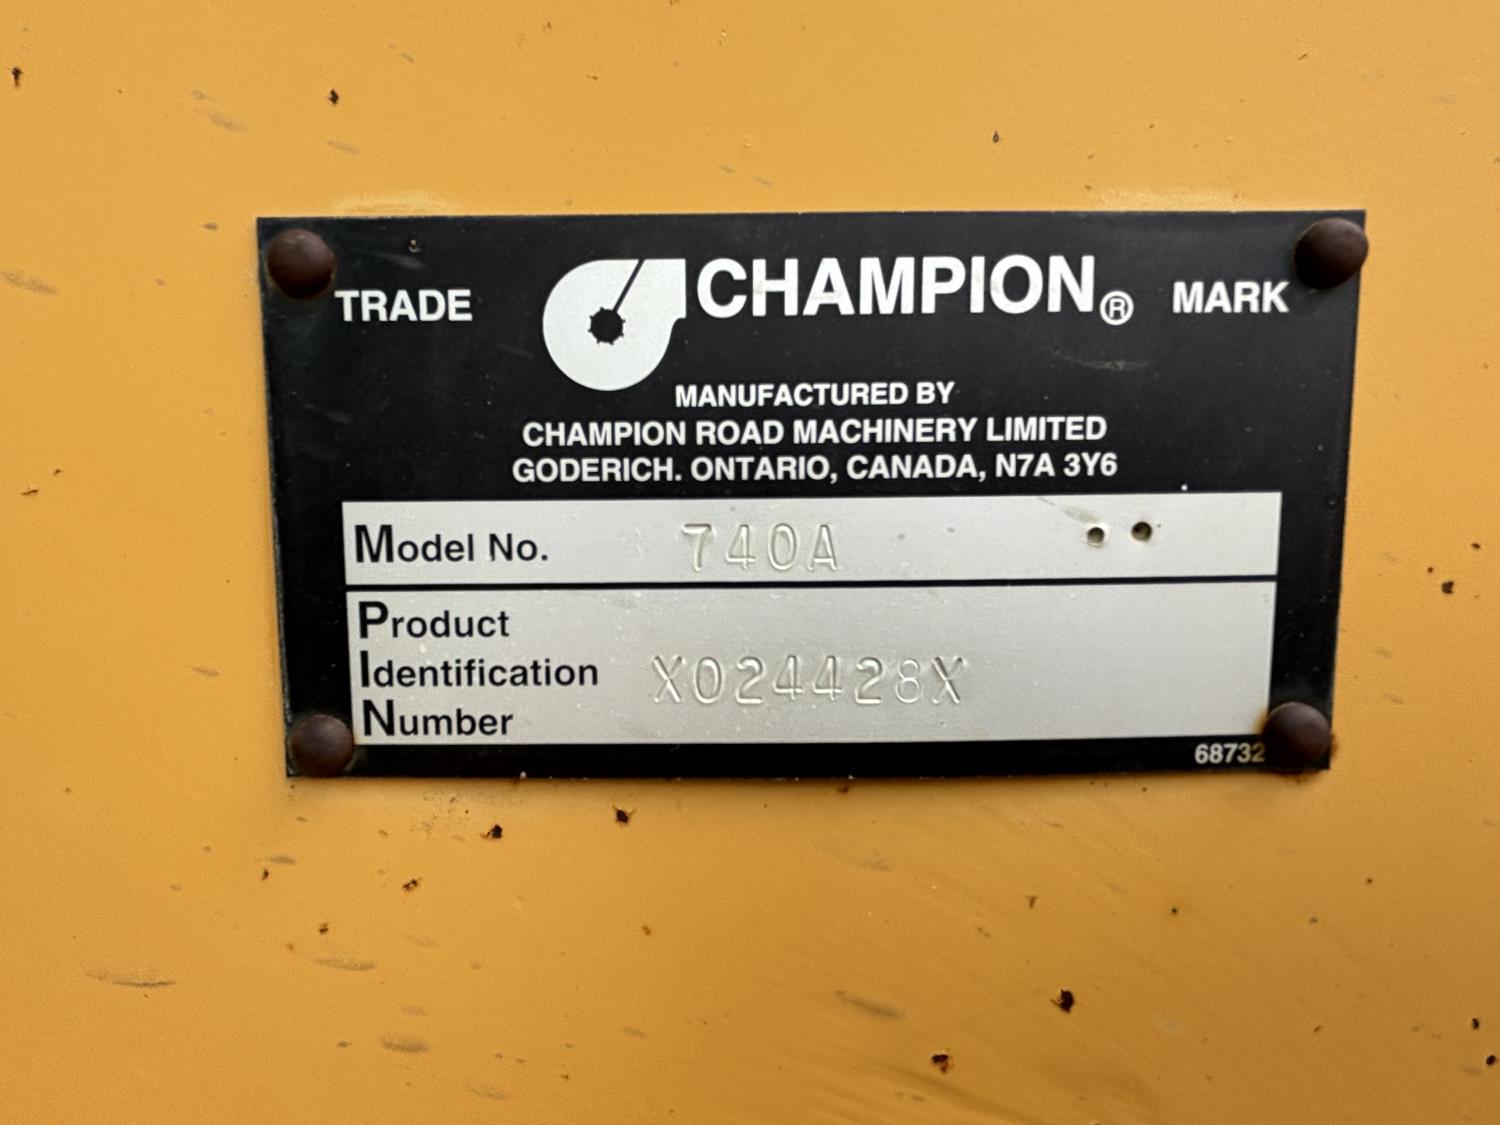 TRADE CHAMPION® MARK
MANUFACTURED BY
CHAMPION ROAD MACHINERY LIMITED
GODERICH. ONTARIO, CANADA, N7A 3Y6
Model No. 740A
Product
Identification X024428X
Number
68732